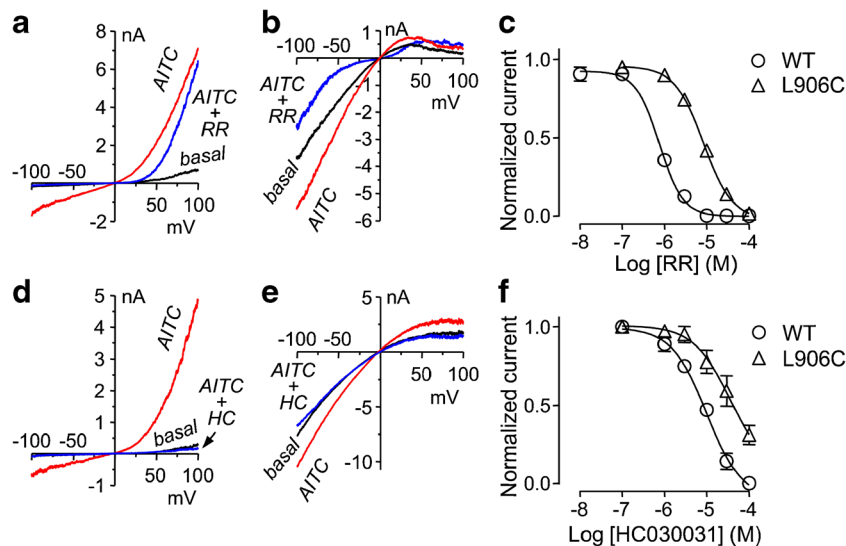 a
nA
8
6
4
2
-2
-100 -50
50 100
mV
AITC
AITC
+
RR
basal
b
nA
1
-100 -50
50 100
mV
-1
-2
-3
-4
-5
-6
AITC
+
RR
basal
AITC
c
Normalized current
1.0
0.5
0.0
-8 -7 -6 -5 -4
Log [RR] (M)
WT
L906C
d
nA
5
4
3
2
1
-1
-100 -50
50 100
mV
AITC
AITC
+
HC
basal
e
nA
5
-100 -50
50 100
mV
-5
-10
AITC
+
HC
basal
AITC
f
Normalized current
1.0
0.5
0.0
-8 -7 -6 -5 -4
Log [HC030031] (M)
WT
L906C